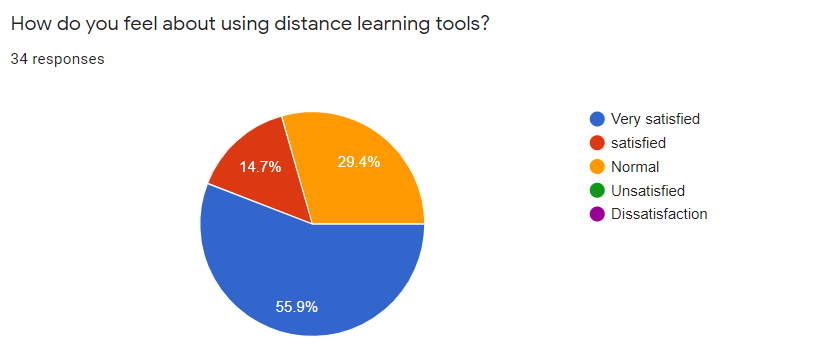 How do you feel about using distance learning tools?
34 responses
14.7%
29.4%
55.9%
Very satisfied
satisfied
Normal
Unsatisfied
Dissatisfaction